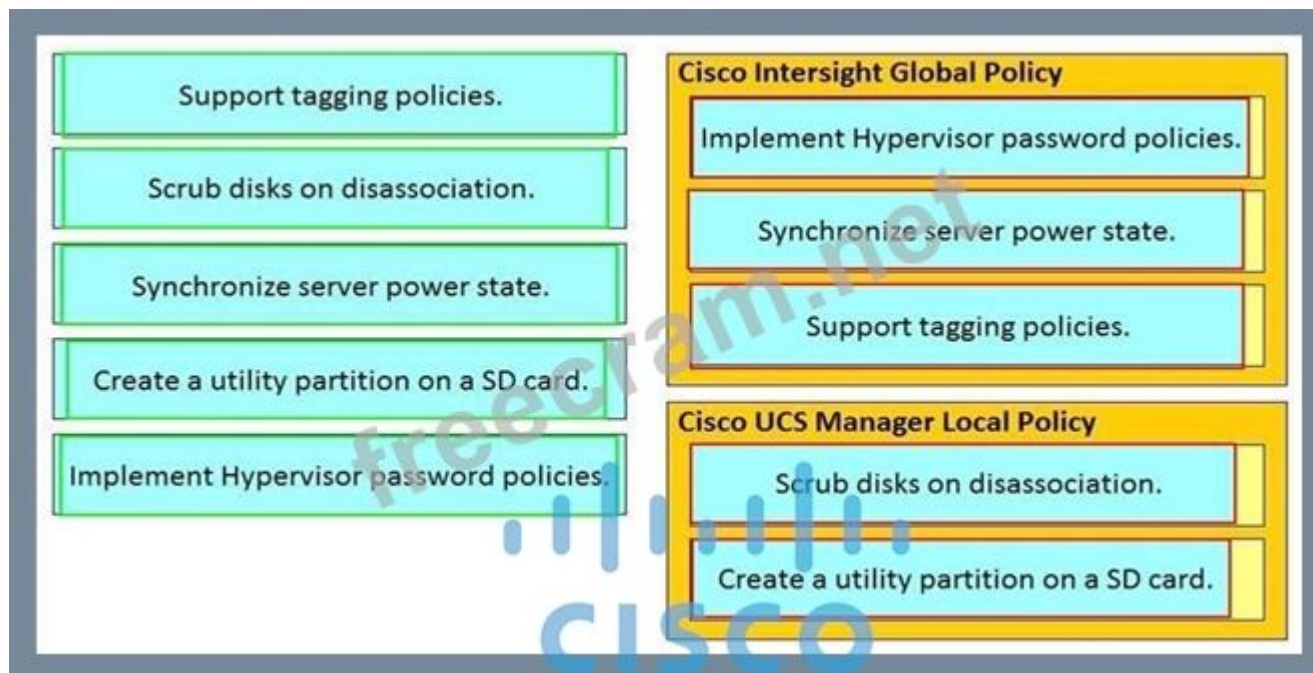 Support tagging policies.
Scrub disks on disassociation.
Synchronize server power state.
Create a utility partition on a SD card.
Implement Hypervisor password policies.
Cisco Intersight Global Policy
Implement Hypervisor password policies.
Synchronize server power state.
Support tagging policies.
Cisco UCS Manager Local Policy
Scrub disks on disassociation.
Create a utility partition on a SD card.
freecram.net
CISCO